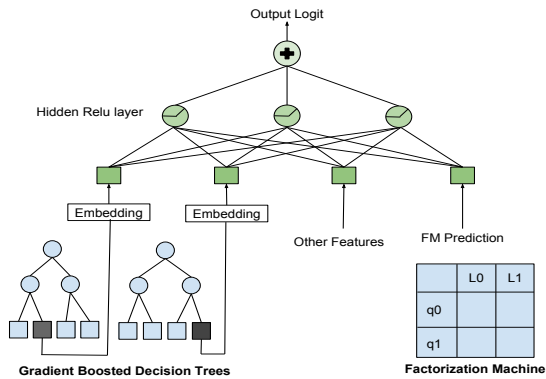 Output Logit
Hidden Relu layer
Embedding
Embedding
Other Features
FM Prediction
L0 L1
q0
q1
Gradient Boosted Decision Trees
Factorization Machine